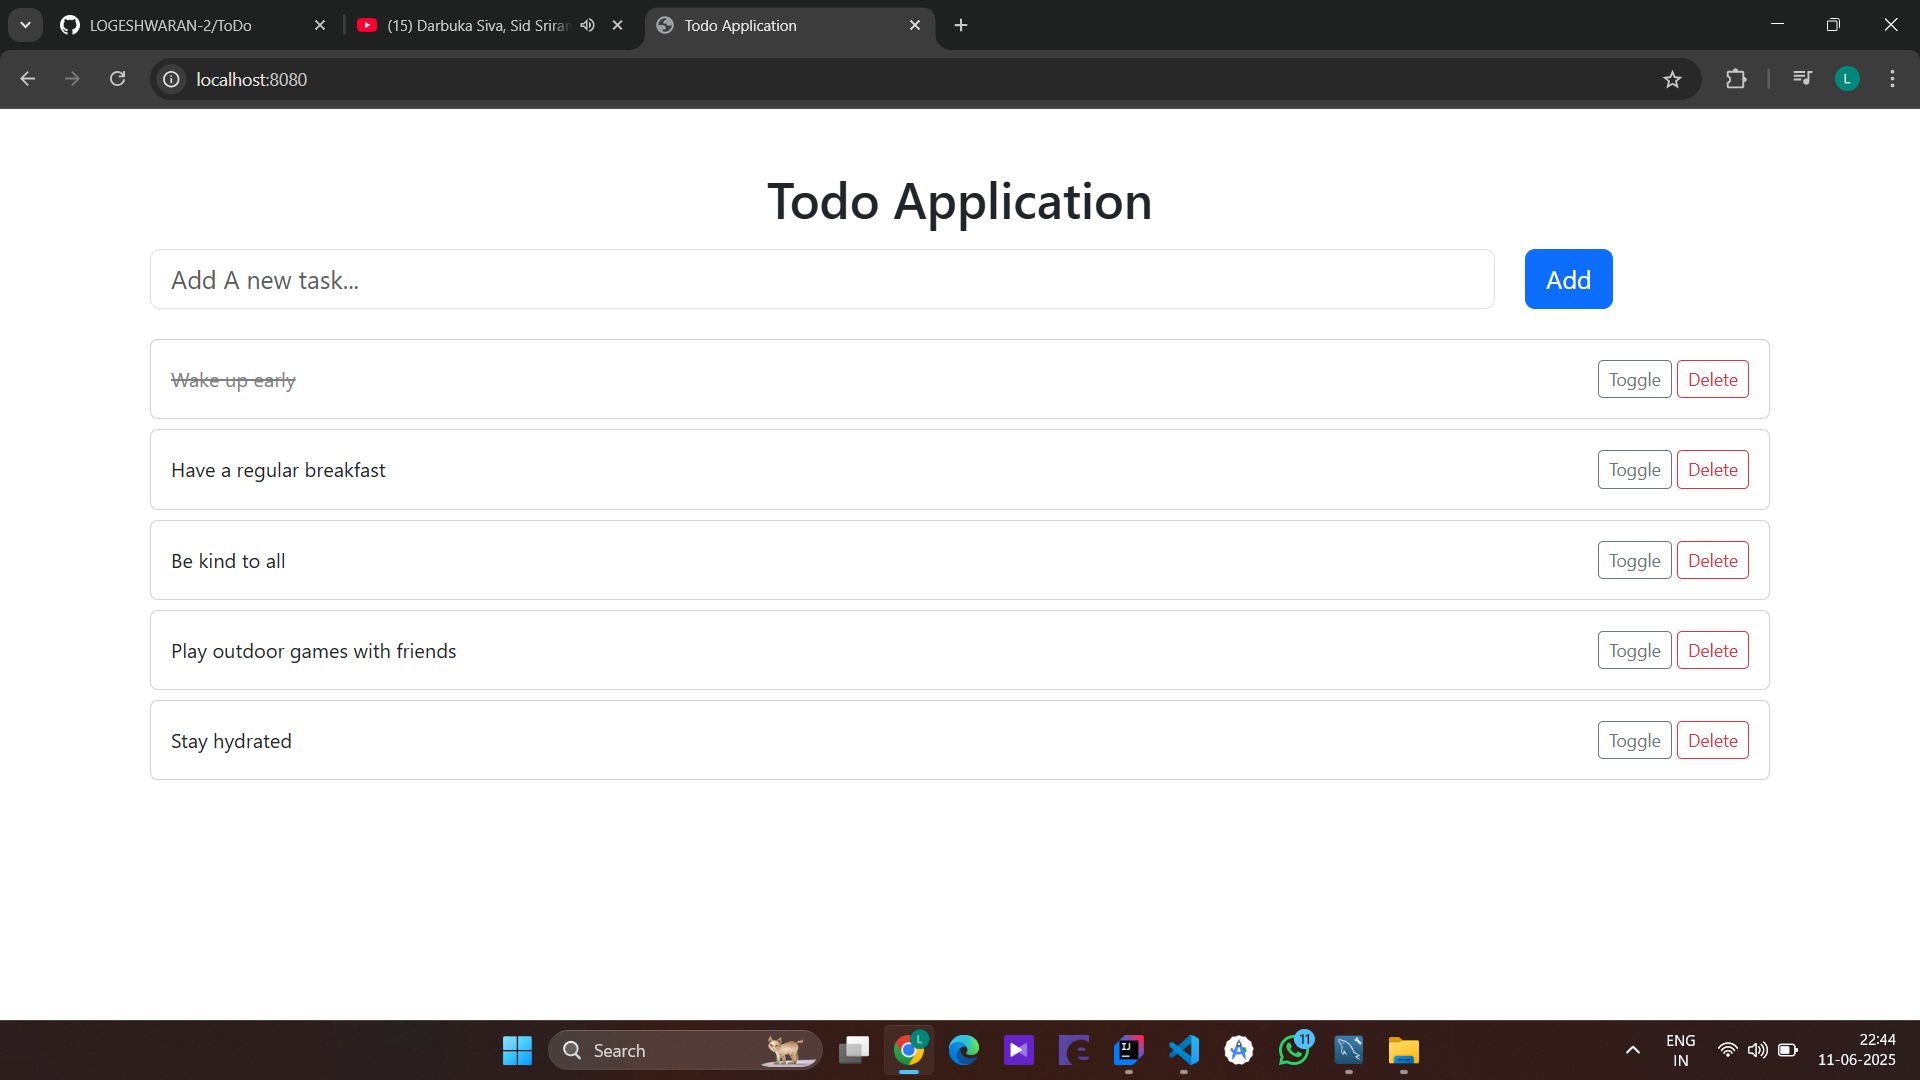 LOGESHWARAN-2/ToDo
(15) Darbuka Siva, Sid Sriran
Todo Application
localhost:8080
L
Todo Application
Add A new task...
Add
Wake up early
Toggle
Delete
Have a regular breakfast
Toggle
Delete
Be kind to all
Toggle
Delete
Play outdoor games with friends
Toggle
Delete
Stay hydrated
Toggle
Delete
Search
L
IJ
11
ENG
IN
22:44
11-06-2025